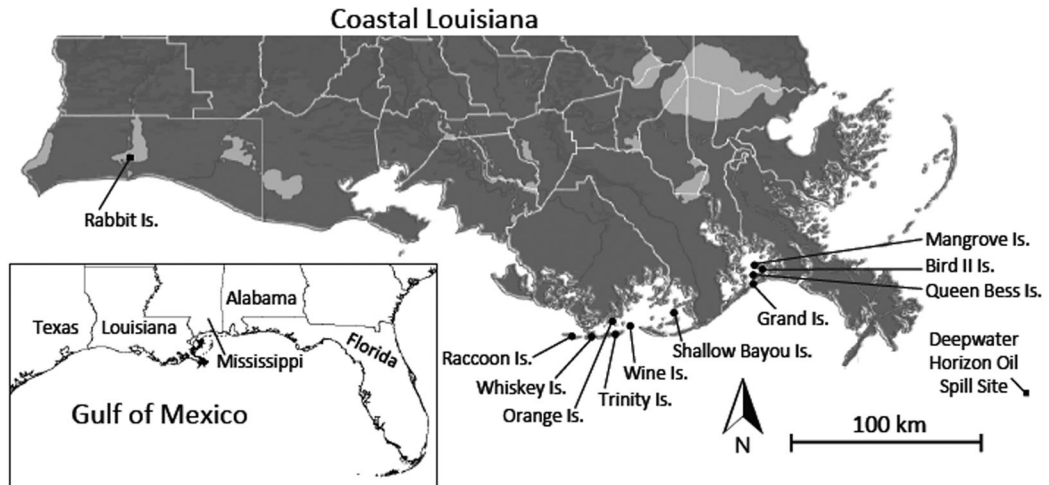 Coastal Louisiana
Rabbit Is.
Mangrove Is.
Bird II Is.
Queen Bess Is.
Grand Is.
Shallow Bayou Is.
Wine Is.
Trinity Is.
Orange Is.
Whiskey Is.
Raccoon Is.
Deepwater
Horizon Oil
Spill Site
N
100 km
Texas
Louisiana
Alabama
Mississippi
Florida
Gulf of Mexico